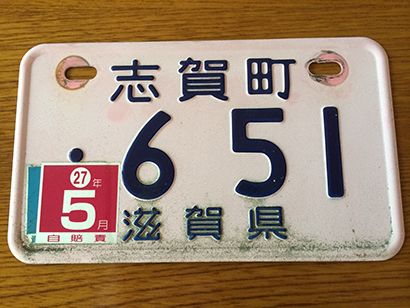 志賀町
・651
27年
5月
自賠責
滋賀県